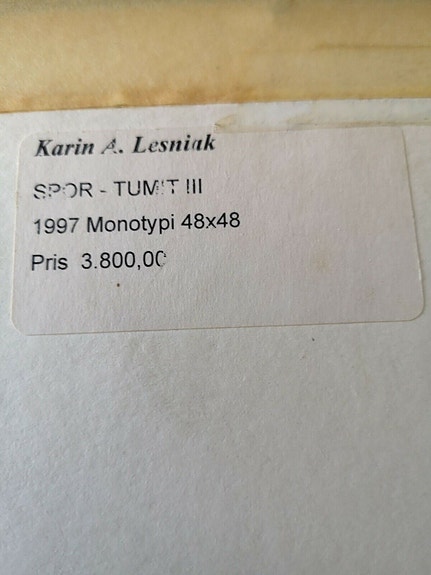 Karin A. Lesniak
SPOR - TUMIT III
1997 Monotypi 48x48
Pris 3.800,00